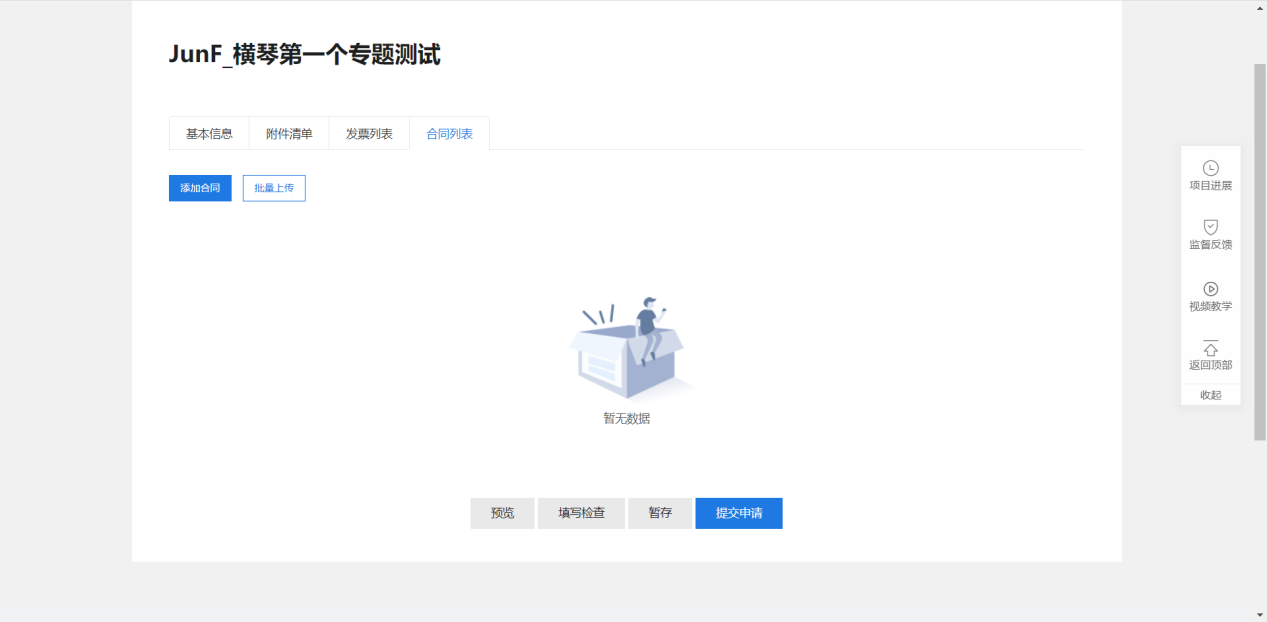 JunF_横琴第一个专题测试
基本信息 附件清单 发票列表 合同列表
添加合同 批量上传
项目进展
监督反馈
视频教学
返回顶部
收起
暂无数据
预览 填写检查 暂存 提交申请